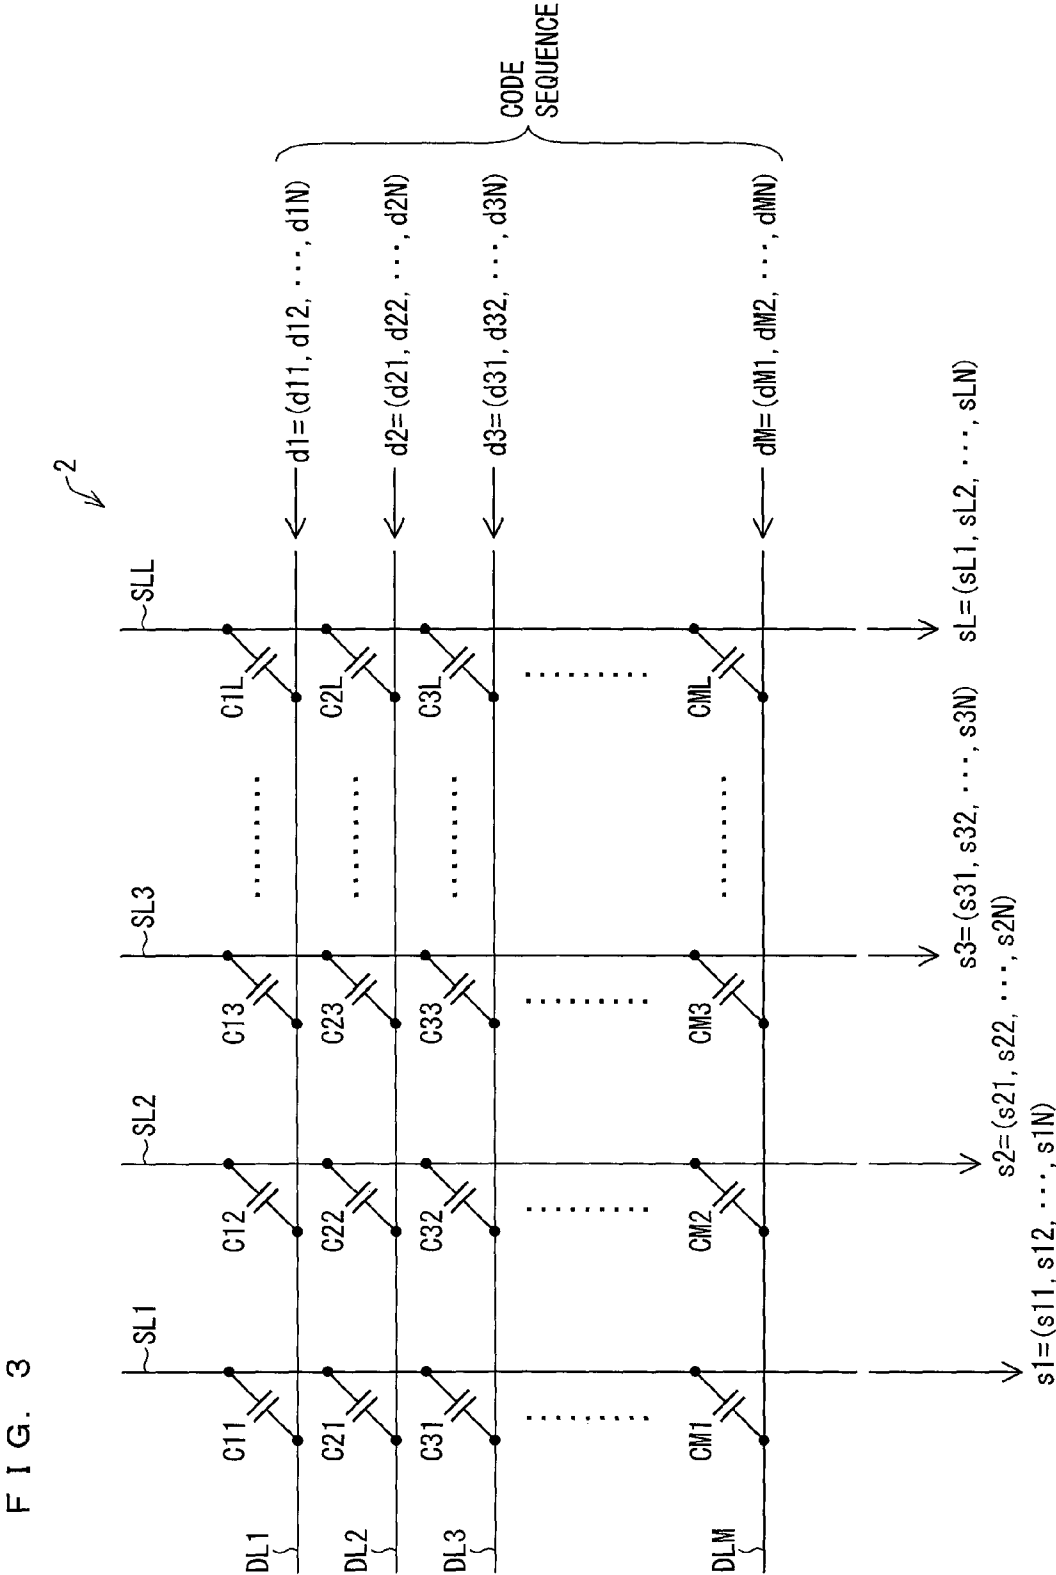 FIG. 3
2
SL1
SL2
SL3
SLL
DL1
C11
C12
C13
·········
C1L
d1=(d11, d12, ···, d1N)
DL2
C21
C22
C23
·········
C2L
d2=(d21, d22, ···, d2N)
DL3
C31
C32
C33
·········
C3L
d3=(d31, d32, ···, d3N)
CODE
SEQUENCE
DLM
CM1
CM2
CM3
·········
CML
dM=(dM1, dM2, ···, dMN)
s1=(s11, s12, ···, s1N)
s2=(s21, s22, ···, s2N)
s3=(s31, s32, ···, s3N)
sL=(sL1, sL2, ···, sLN)